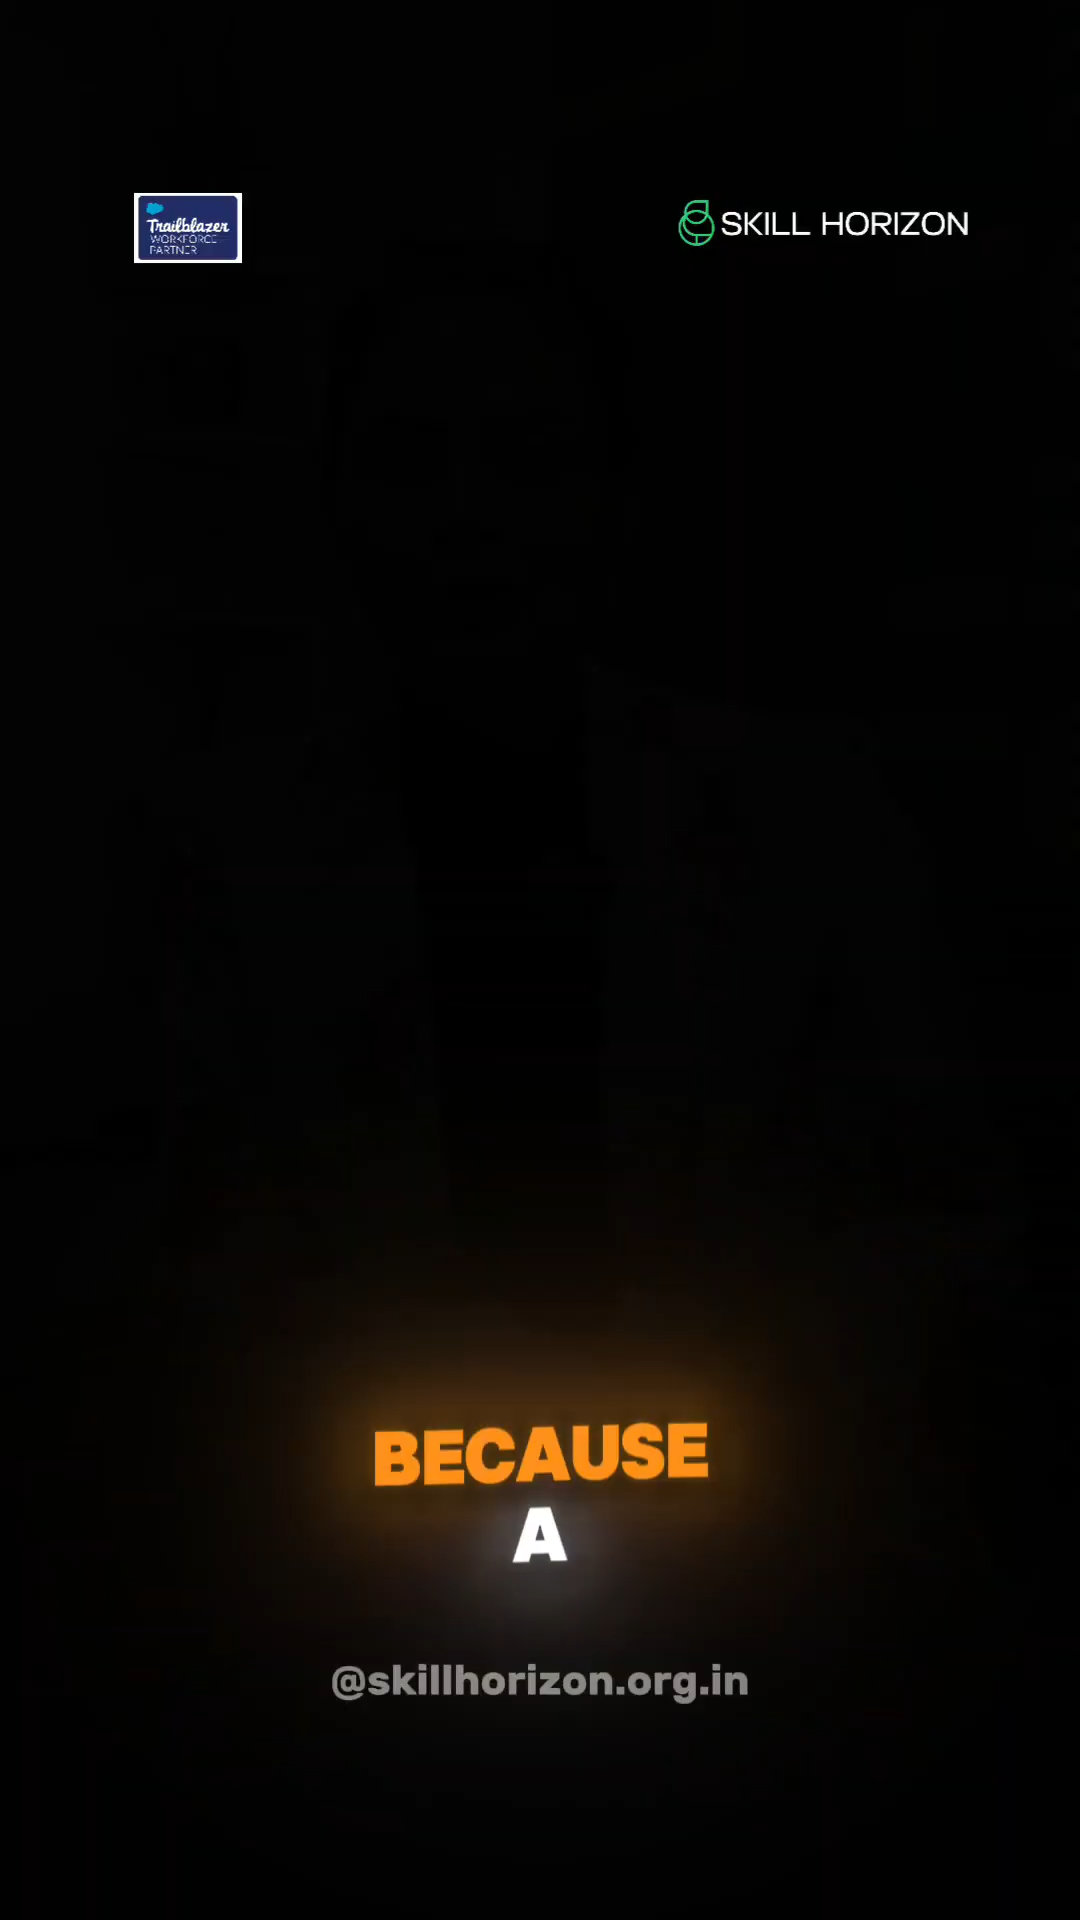 Trailblazer
WORKFORCE
PARTNER
SKILL HORIZON
BECAUSE
A
@skillhorizon.org.in